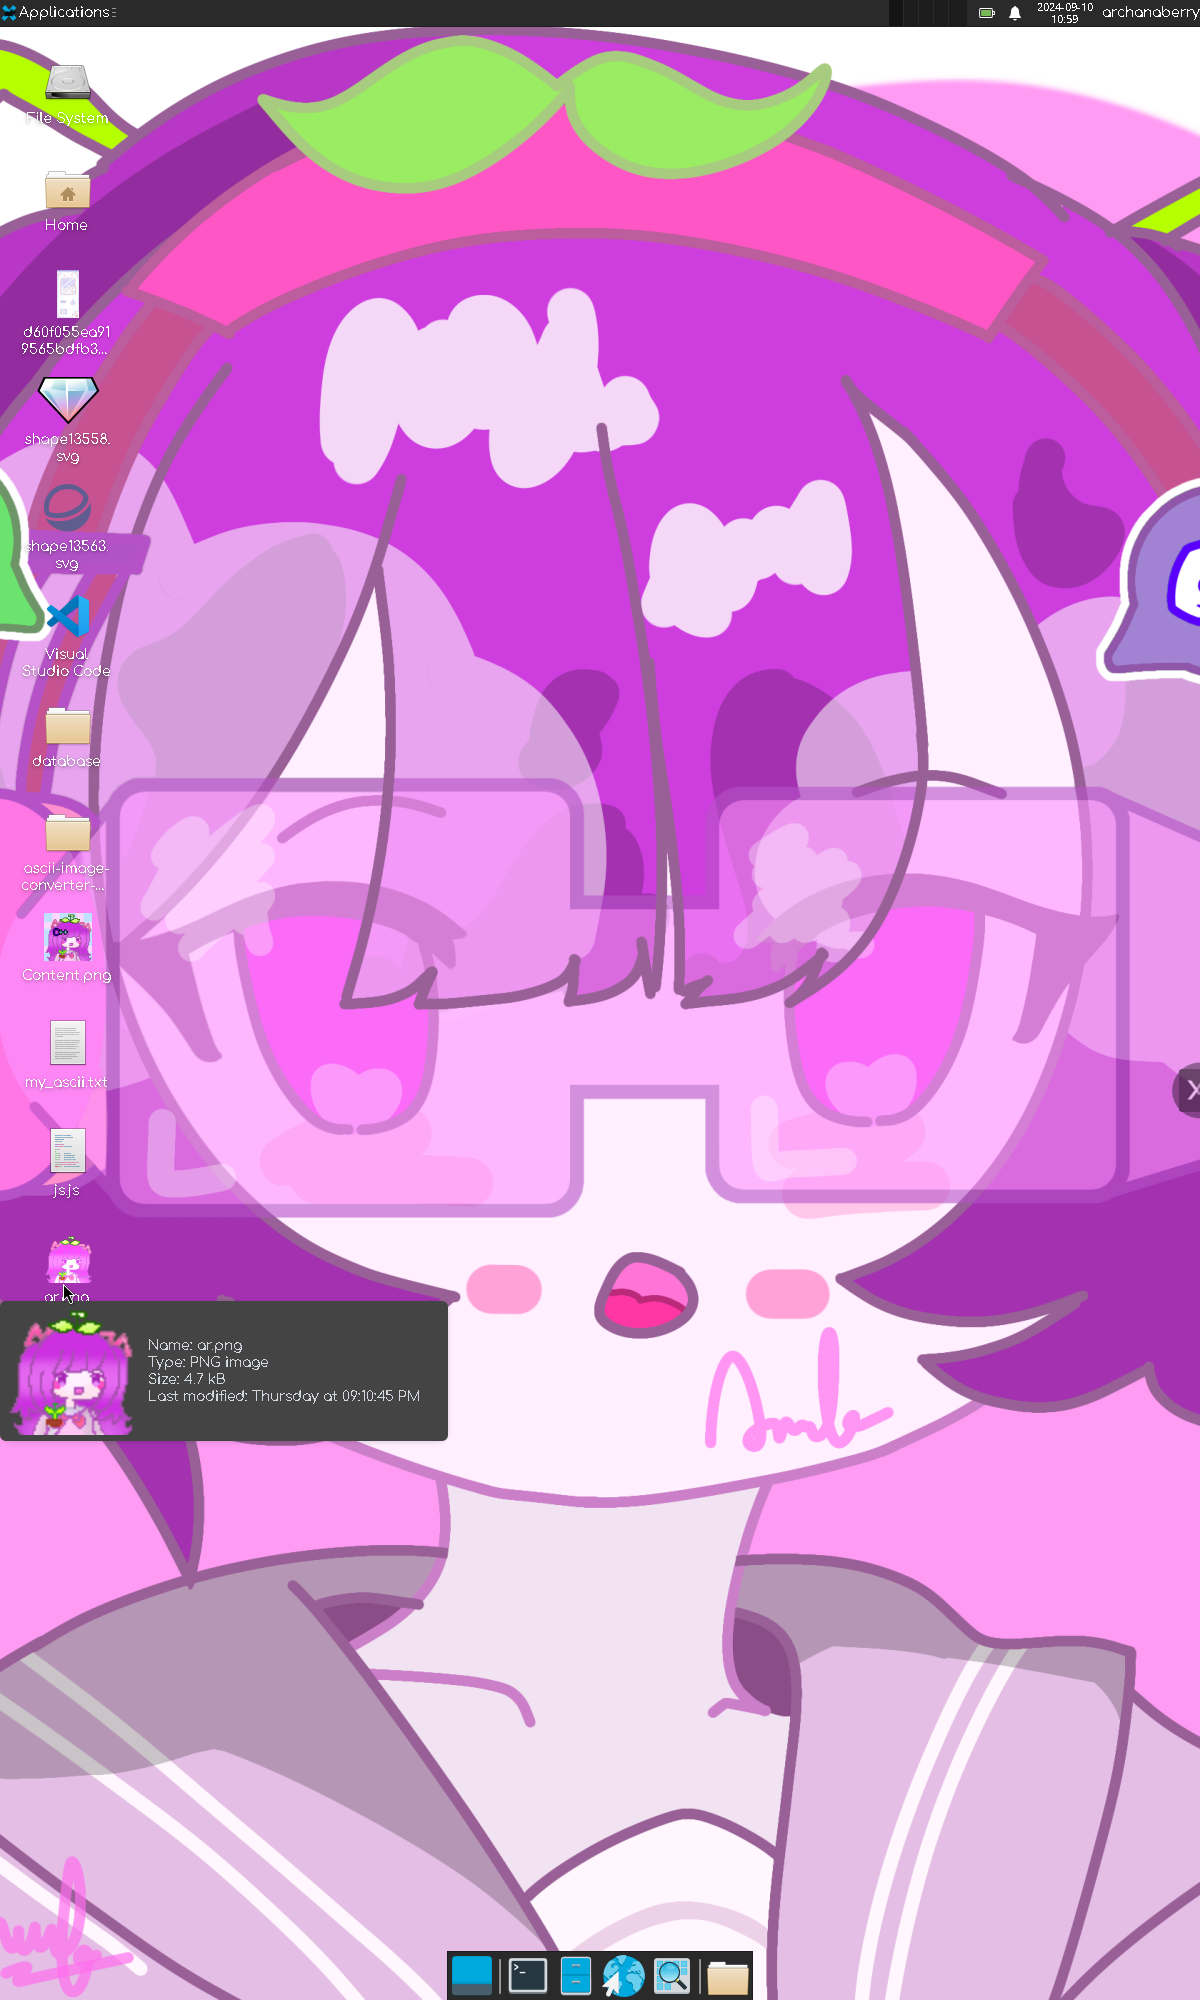 Applications
2024-09-10
10:59
archanaberry
File System
Home
d60f055ea91
9565bdfb3...
shape13558.
svg
shape13563.
svg
Visual
Studio Code
database
ascii-image-
converter-...
Content.png
my_ascii.txt
js.js
ar.png
Name: ar.png
Type: PNG image
Size: 4.7 kB
Last modified: Thursday at 09:10:45 PM